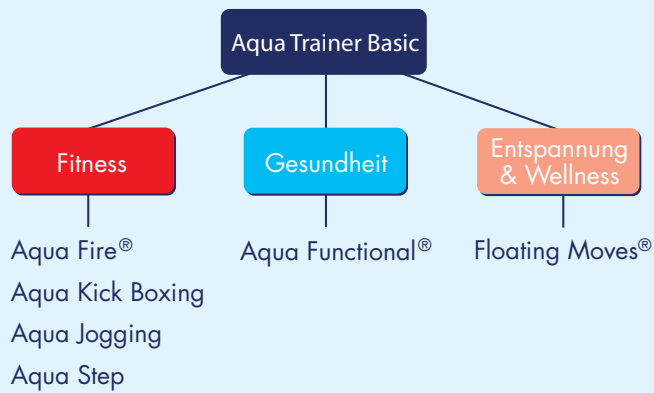 Aqua Trainer Basic
Fitness
Gesundheit
Entspannung
& Wellness
Aqua Fire®
Aqua Kick Boxing
Aqua Jogging
Aqua Step
Aqua Functional®
Floating Moves®